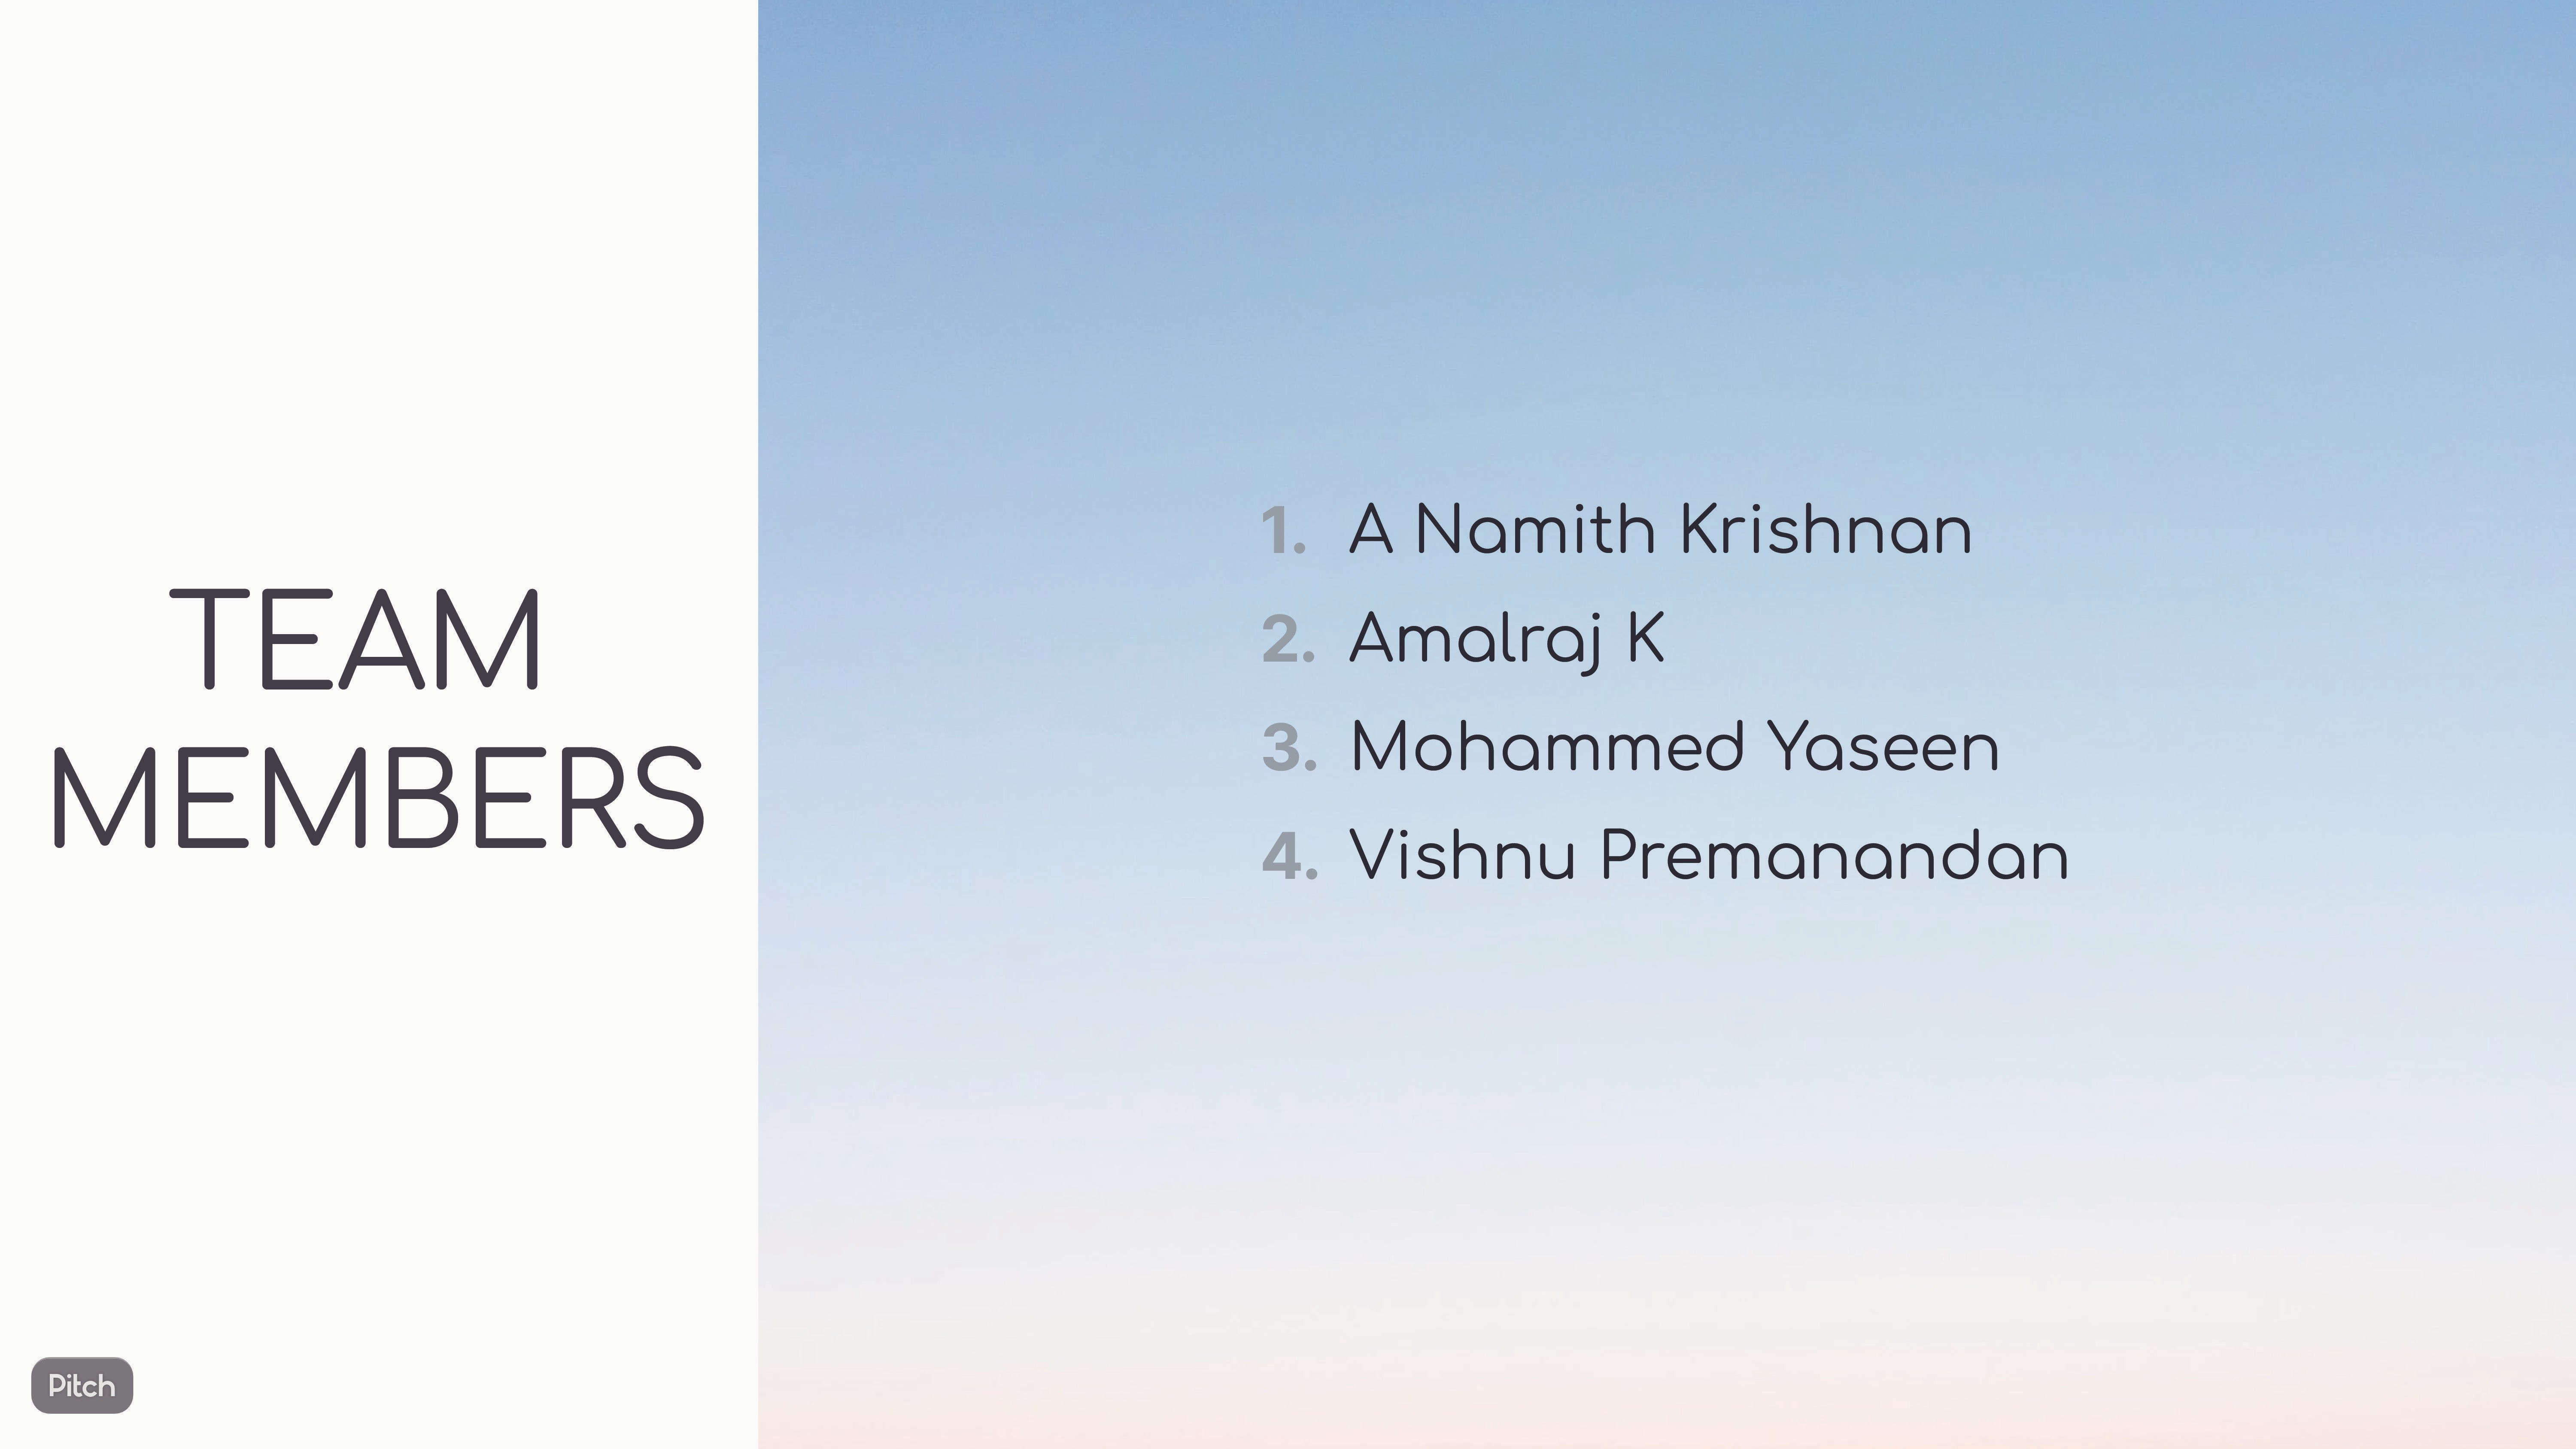 TEAM
MEMBERS
1. A Namith Krishnan
2. Amalraj K
3. Mohammed Yaseen
4. Vishnu Premanandan
Pitch